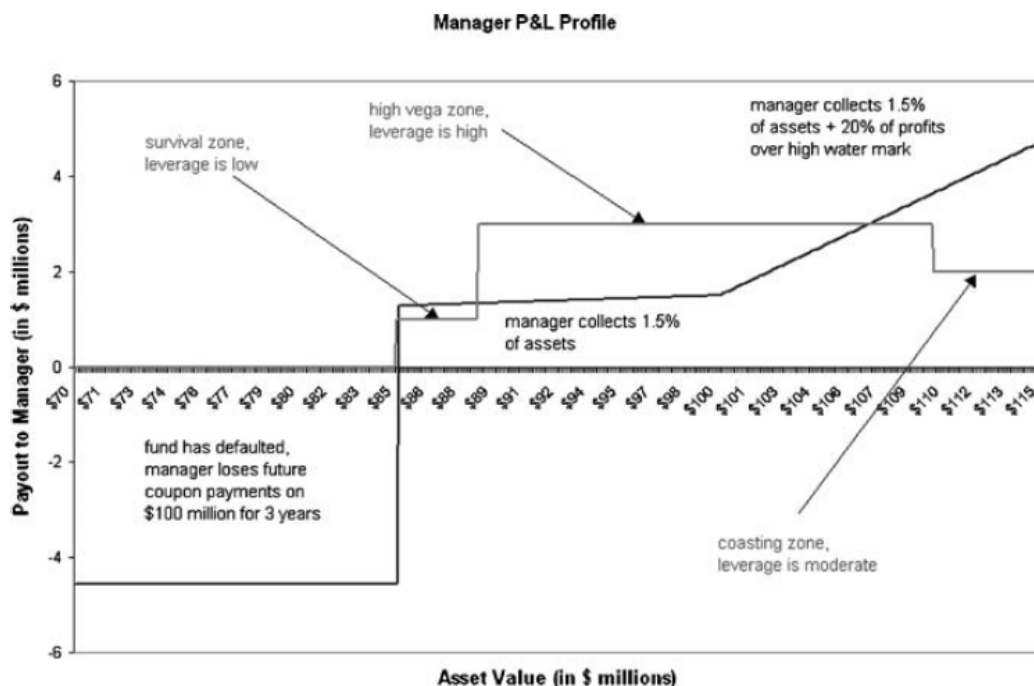 Manager P&L Profile
Payout to Manager (in $ millions)
6
4
2
0
-2
-4
-6
survival zone,
leverage is low
high vega zone,
leverage is high
manager collects 1.5%
of assets + 20% of profits
over high water mark
manager collects 1.5%
of assets
fund has defaulted,
manager loses future
coupon payments on
$100 million for 3 years
coasting zone,
leverage is moderate
$70
$71
$73
$74
$76
$77
$79
$80
$82
$83
$85
$86
$88
$89
$91
$92
$94
$95
$97
$98
$100
$101
$103
$104
$106
$107
$109
$110
$112
$113
$115
Asset Value (in $ millions)